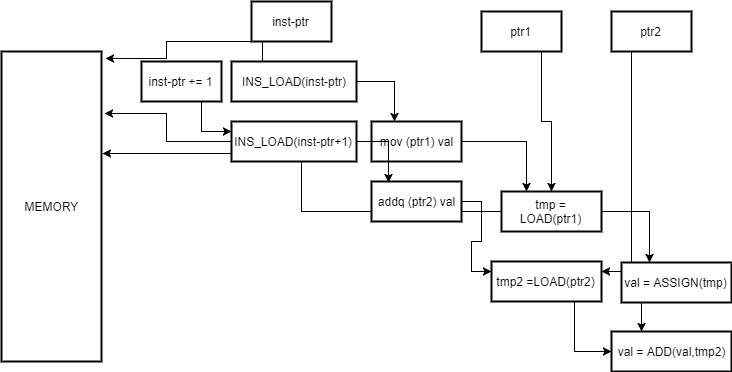 inst-ptr
ptr1
ptr2
inst-ptr += 1
INS_LOAD(inst-ptr)
INS_LOAD(inst-ptr+1)
mov (ptr1) val
MEMORY
addq (ptr2) val
tmp =
LOAD(ptr1)
tmp2 =LOAD(ptr2)
val = ASSIGN(tmp)
val = ADD(val,tmp2)